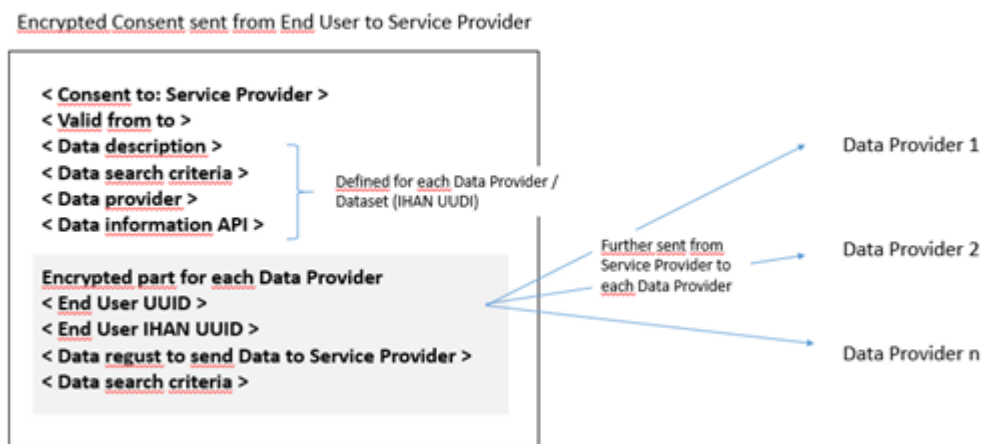 Encrypted Consent sent from End User to Service Provider
< Consent to: Service Provider >
< Valid from to >
< Data description >
< Data search criteria >
< Data provider >
< Data information API >
Defined for each Data Provider /
Dataset (IHAN UUDI)
Encrypted part for each Data Provider
< End User UUID >
< End User IHAN UUID >
< Data regust to send Data to Service Provider >
< Data search criteria >
Further sent from
Service Provider to
each Data Provider
Data Provider 1
Data Provider 2
Data Provider n